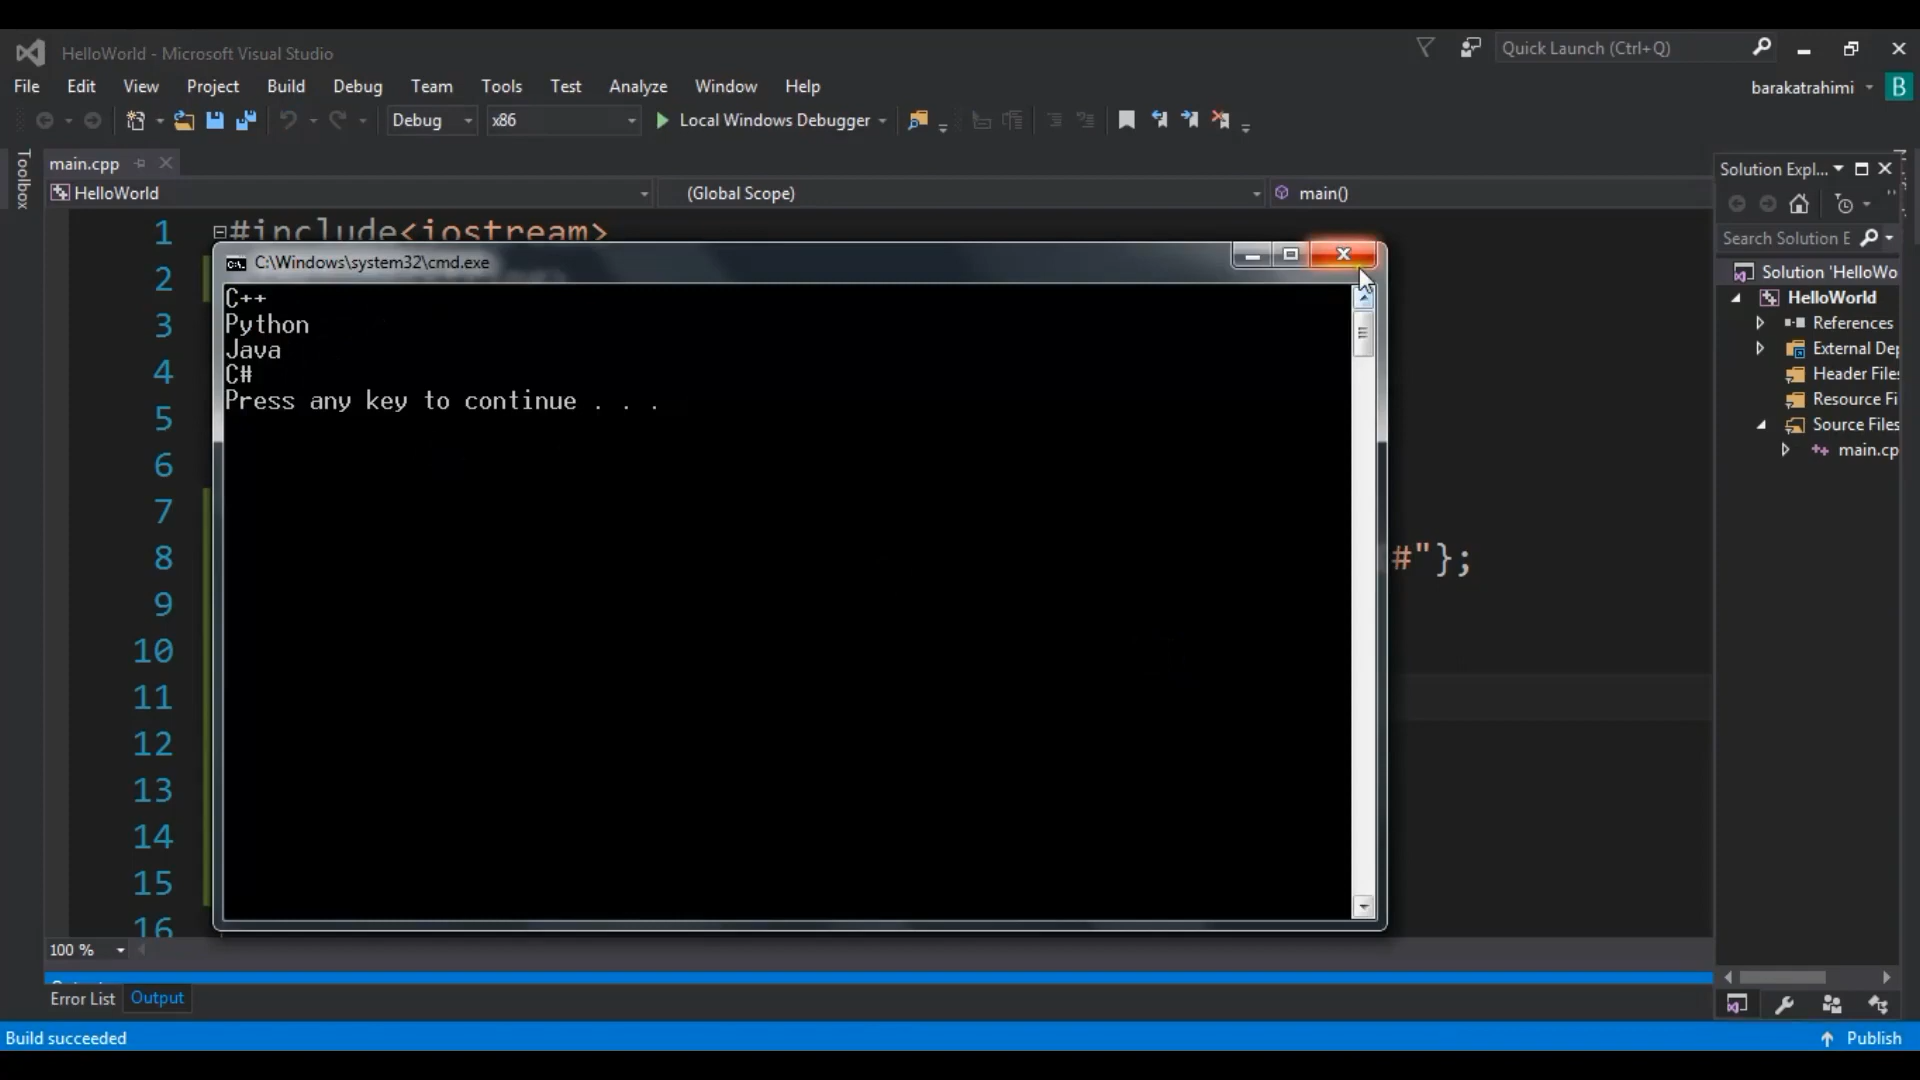 HelloWorld - Microsoft Visual Studio
Quick Launch (Ctrl+Q)
File Edit View Project Build Debug Team Tools Test Analyze Window Help
barakatrahimi B
Debug x86 Local Windows Debugger
Toolbox
main.cpp
HelloWorld (Global Scope) main()
Solution Expl...
Search Solution E
Solution 'HelloWo
HelloWorld
References
External De
Header File
Resource Fi
Source Files
main.cp
1 #include<iostream>
2
3
4
5
6
7
8 #"};
9
10
11
12
13
14
15
16
C:\Windows\system32\cmd.exe
C++
Python
Java
C#
Press any key to continue . . .
100 %
Error List Output
Build succeeded
Publish